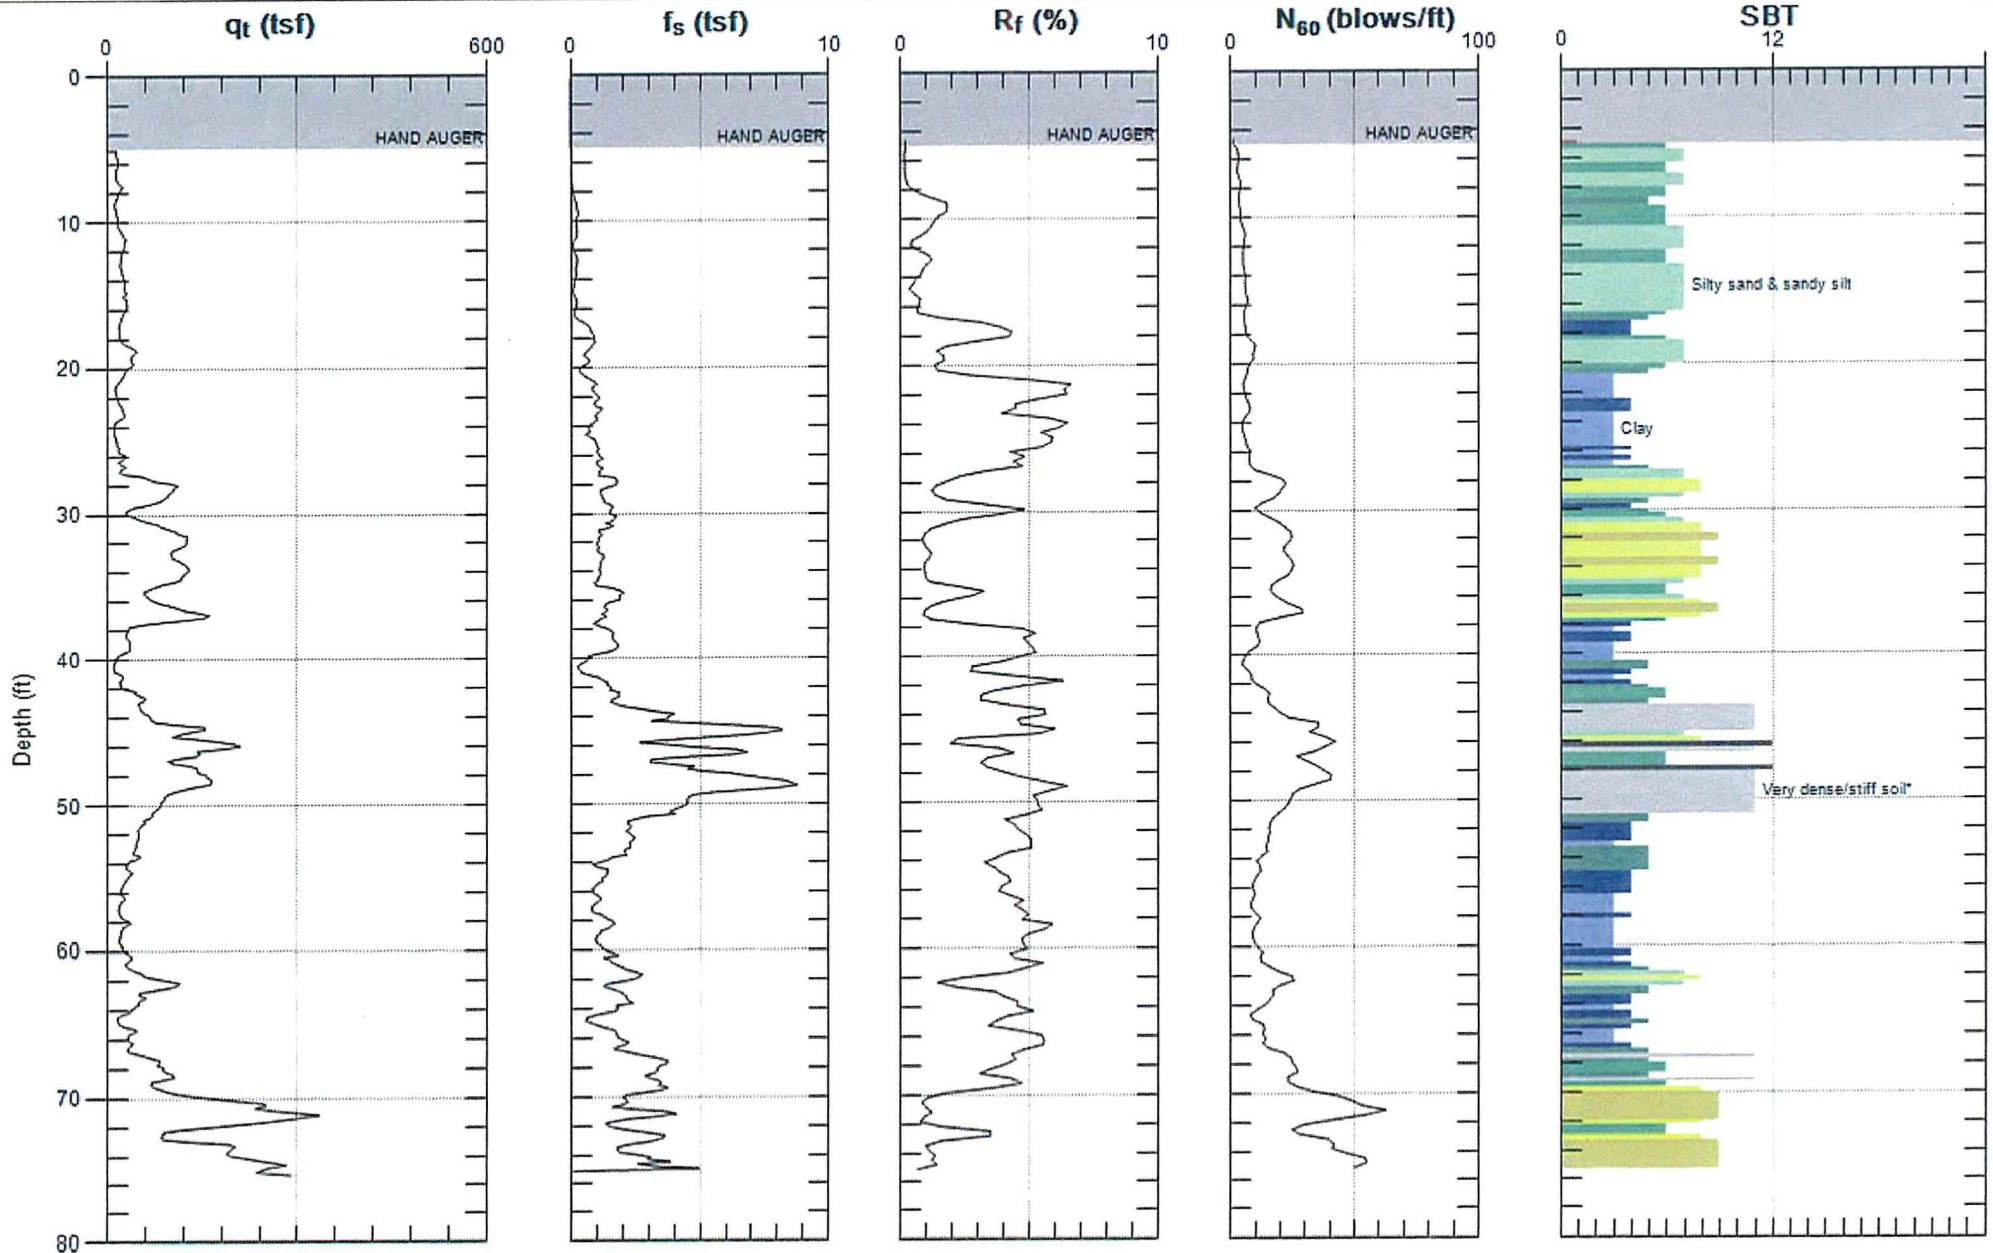 qt (tsf)
fs (tsf)
Rf (%)
N60 (blows/ft)
SBT
0 600
0 10
0 10
0 100
0 12
0
HAND AUGER
HAND AUGER
HAND AUGER
HAND AUGER
10
Silty sand & sandy silt
20
Clay
30
40
Depth (ft)
Very dense/stiff soil*
50
60
70
80